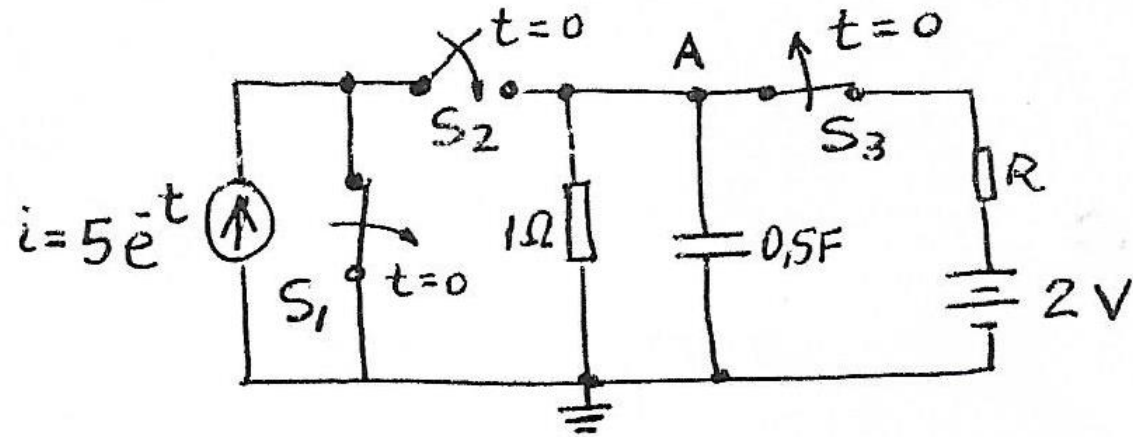 t=0
A
t=0
S2
S3
R
i=5e^-t
1Ω
0,5F
S1
t=0
2V